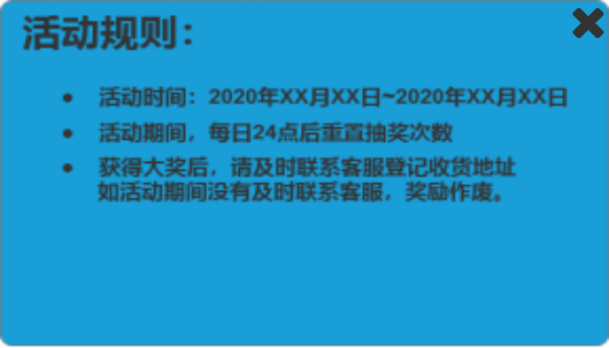 活动规则：
• 活动时间：2020年XX月XX日~2020年XX月XX日
• 活动期间，每日24点后重置抽奖次数
• 获得大奖后，请及时联系客服登记收货地址
如活动期间没有及时联系客服，奖励作废。